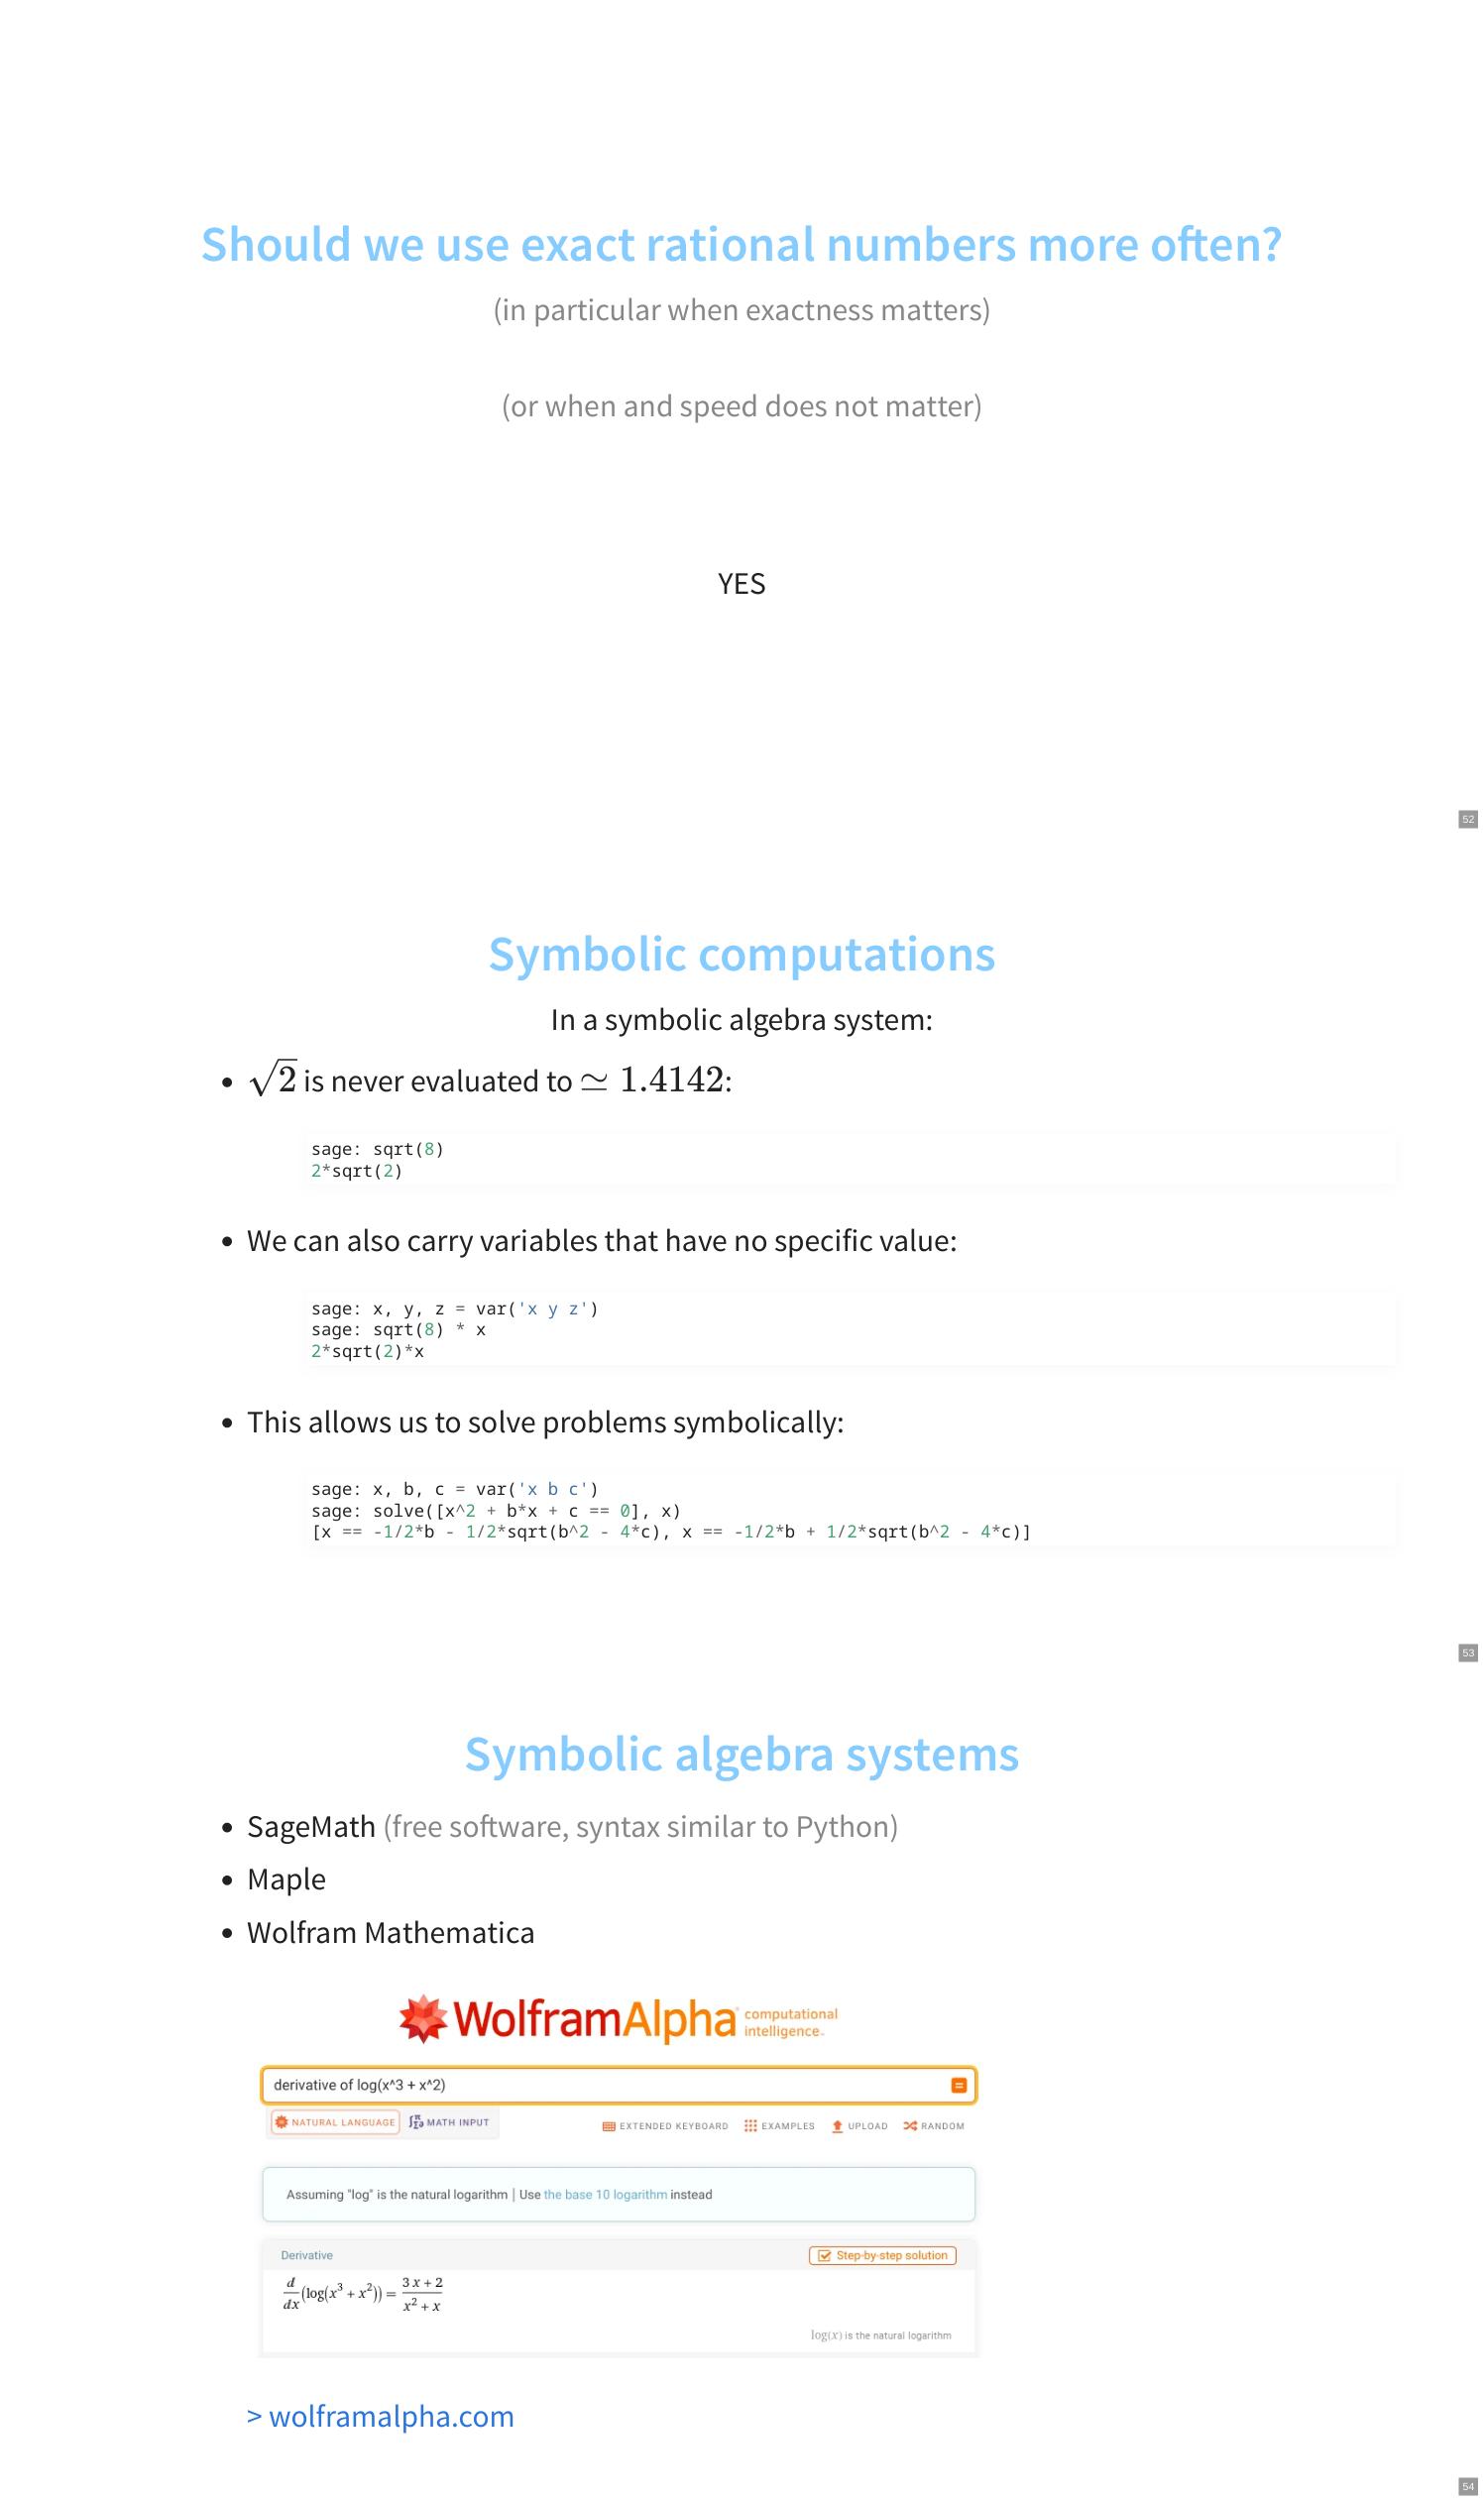 Should we use exact rational numbers more often?
(in particular when exactness matters)
(or when and speed does not matter)
YES
52
Symbolic computations
In a symbolic algebra system:
• √2 is never evaluated to ≃ 1.4142:
sage: sqrt(8)
2*sqrt(2)
• We can also carry variables that have no specific value:
sage: x, y, z = var('x y z')
sage: sqrt(8) * x
2*sqrt(2)*x
• This allows us to solve problems symbolically:
sage: x, b, c = var('x b c')
sage: solve([x^2 + b*x + c == 0], x)
[x == -1/2*b - 1/2*sqrt(b^2 - 4*c), x == -1/2*b + 1/2*sqrt(b^2 - 4*c)]
53
Symbolic algebra systems
• SageMath (free software, syntax similar to Python)
• Maple
• Wolfram Mathematica
WolframAlpha computational intelligence.
derivative of log(x^3 + x^2)
NATURAL LANGUAGE MATH INPUT EXTENDED KEYBOARD EXAMPLES UPLOAD RANDOM
Assuming "log" is the natural logarithm | Use the base 10 logarithm instead
Derivative Step-by-step solution
d/dx (log(x³ + x²)) = (3 x + 2)/(x² + x)
log(x) is the natural logarithm
> wolframalpha.com
54